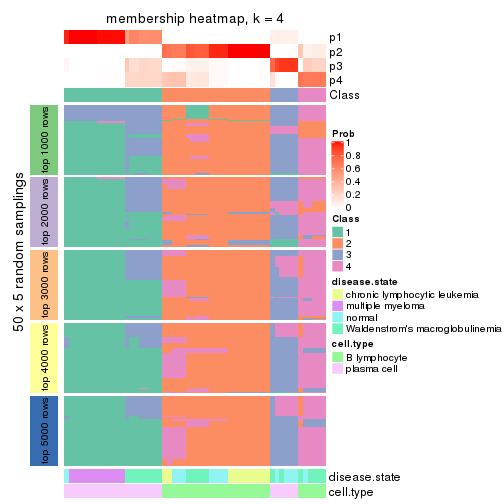 membership heatmap, k = 4
p1
p2
p3
p4
Class
50 x 5 random samplings
top 1000 rows
top 2000 rows
top 3000 rows
top 4000 rows
top 5000 rows
Prob
1
0.8
0.6
0.4
0.2
0
Class
1
2
3
4
disease.state
chronic lymphocytic leukemia
multiple myeloma
normal
Waldenstrom's macroglobulinemia
cell.type
B lymphocyte
plasma cell
disease.state
cell.type